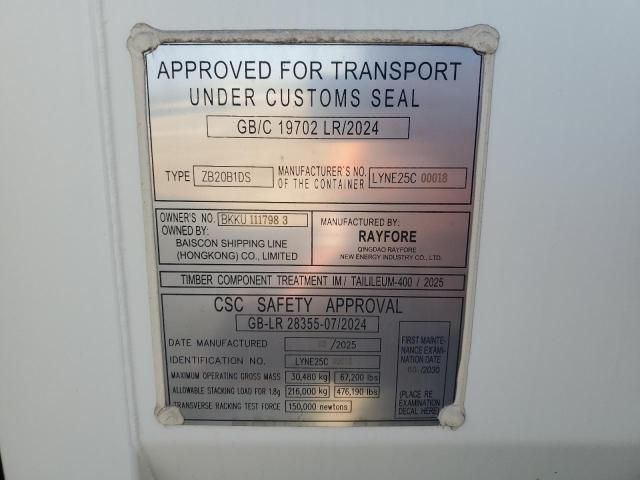 APPROVED FOR TRANSPORT
UNDER CUSTOMS SEAL
GB/C 19702 LR/2024
TYPE ZB20B1DS MANUFACTURER'S NO. OF THE CONTAINER LYNE25C 00018
OWNER'S NO. BKKU 111798 3
OWNED BY:
BAISCON SHIPPING LINE
(HONGKONG) CO., LIMITED
MANUFACTURED BY:
RAYFORE
QINGDAO RAYFORE
NEW ENERGY INDUSTRY CO., LTD.
TIMBER COMPONENT TREATMENT IM/ TAILILEUM-400 / 2025
CSC SAFETY APPROVAL
GB-LR 28355-07/2024
DATE MANUFACTURED /2025
IDENTIFICATION NO. LYNE25C
MAXIMUM OPERATING GROSS MASS 30,480 kg 67,200 lbs
ALLOWABLE STACKING LOAD FOR 1.8g 216,000 kg 476,190 lbs
TRANSVERSE RACKING TEST FORCE 150,000 newtons
FIRST MAINTE-
NANCE EXAMI-
NATION DATE
/2030
(PLACE RE
EXAMINATION
DECAL HERE)